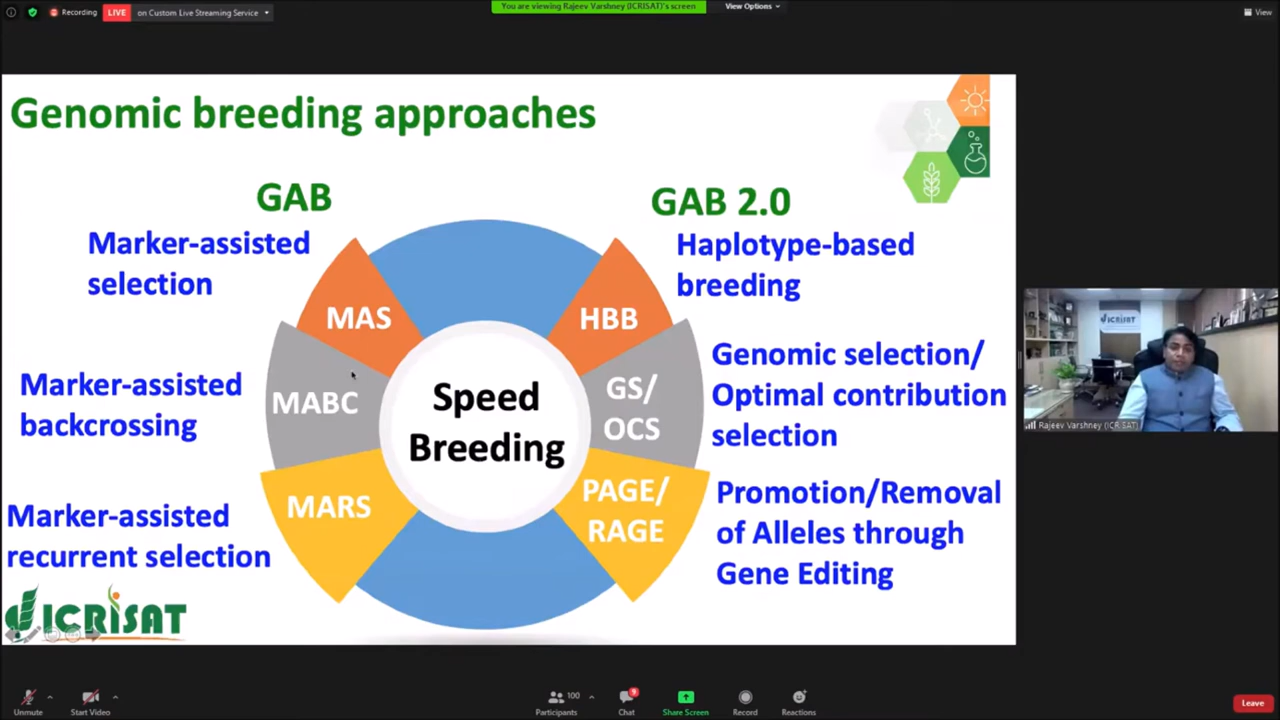 Recording
LIVE
on Custom Live Streaming Service
You are viewing Rajeev Varshney (ICRISAT)'s screen
View Options
View
Genomic breeding approaches
GAB
GAB 2.0
Marker-assisted
selection
Haplotype-based
breeding
MAS
HBB
Marker-assisted
backcrossing
MABC
Speed
Breeding
GS/
OCS
Genomic selection/
Optimal contribution
selection
Marker-assisted
recurrent selection
MARS
PAGE/
RAGE
Promotion/Removal
of Alleles through
Gene Editing
ICRISAT
ICRISAT
Rajeev Varshney (ICRISAT)
Unmute
Start Video
100
Participants
9
Chat
Share Screen
Record
Reactions
Leave